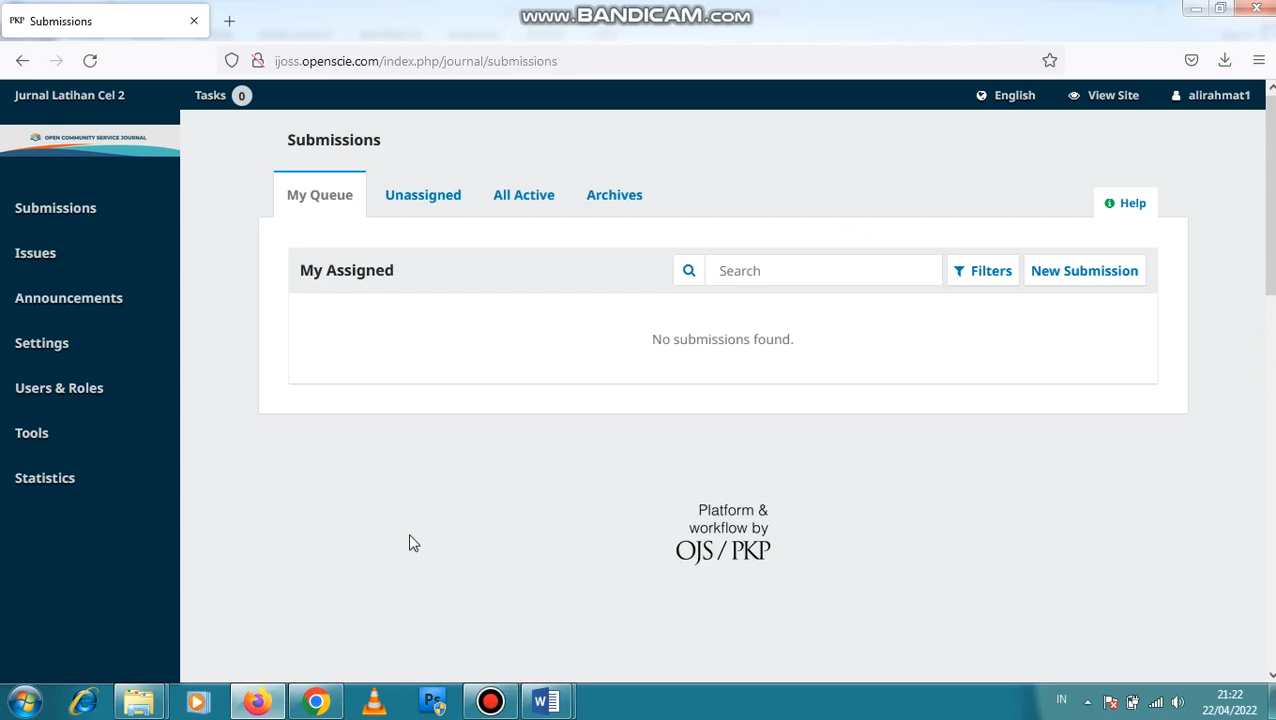 PKP Submissions
www.BANDICAM.com
ijoss.openscie.com/index.php/journal/submissions
Jurnal Latihan Cel 2
Tasks 0
English
View Site
alirahmat1
OPEN COMMUNITY SERVICE JOURNAL
Submissions
Issues
Announcements
Settings
Users & Roles
Tools
Statistics
Submissions
My Queue
Unassigned
All Active
Archives
Help
My Assigned
Search
Filters
New Submission
No submissions found.
Platform &
workflow by
OJS / PKP
IN
21:22
22/04/2022